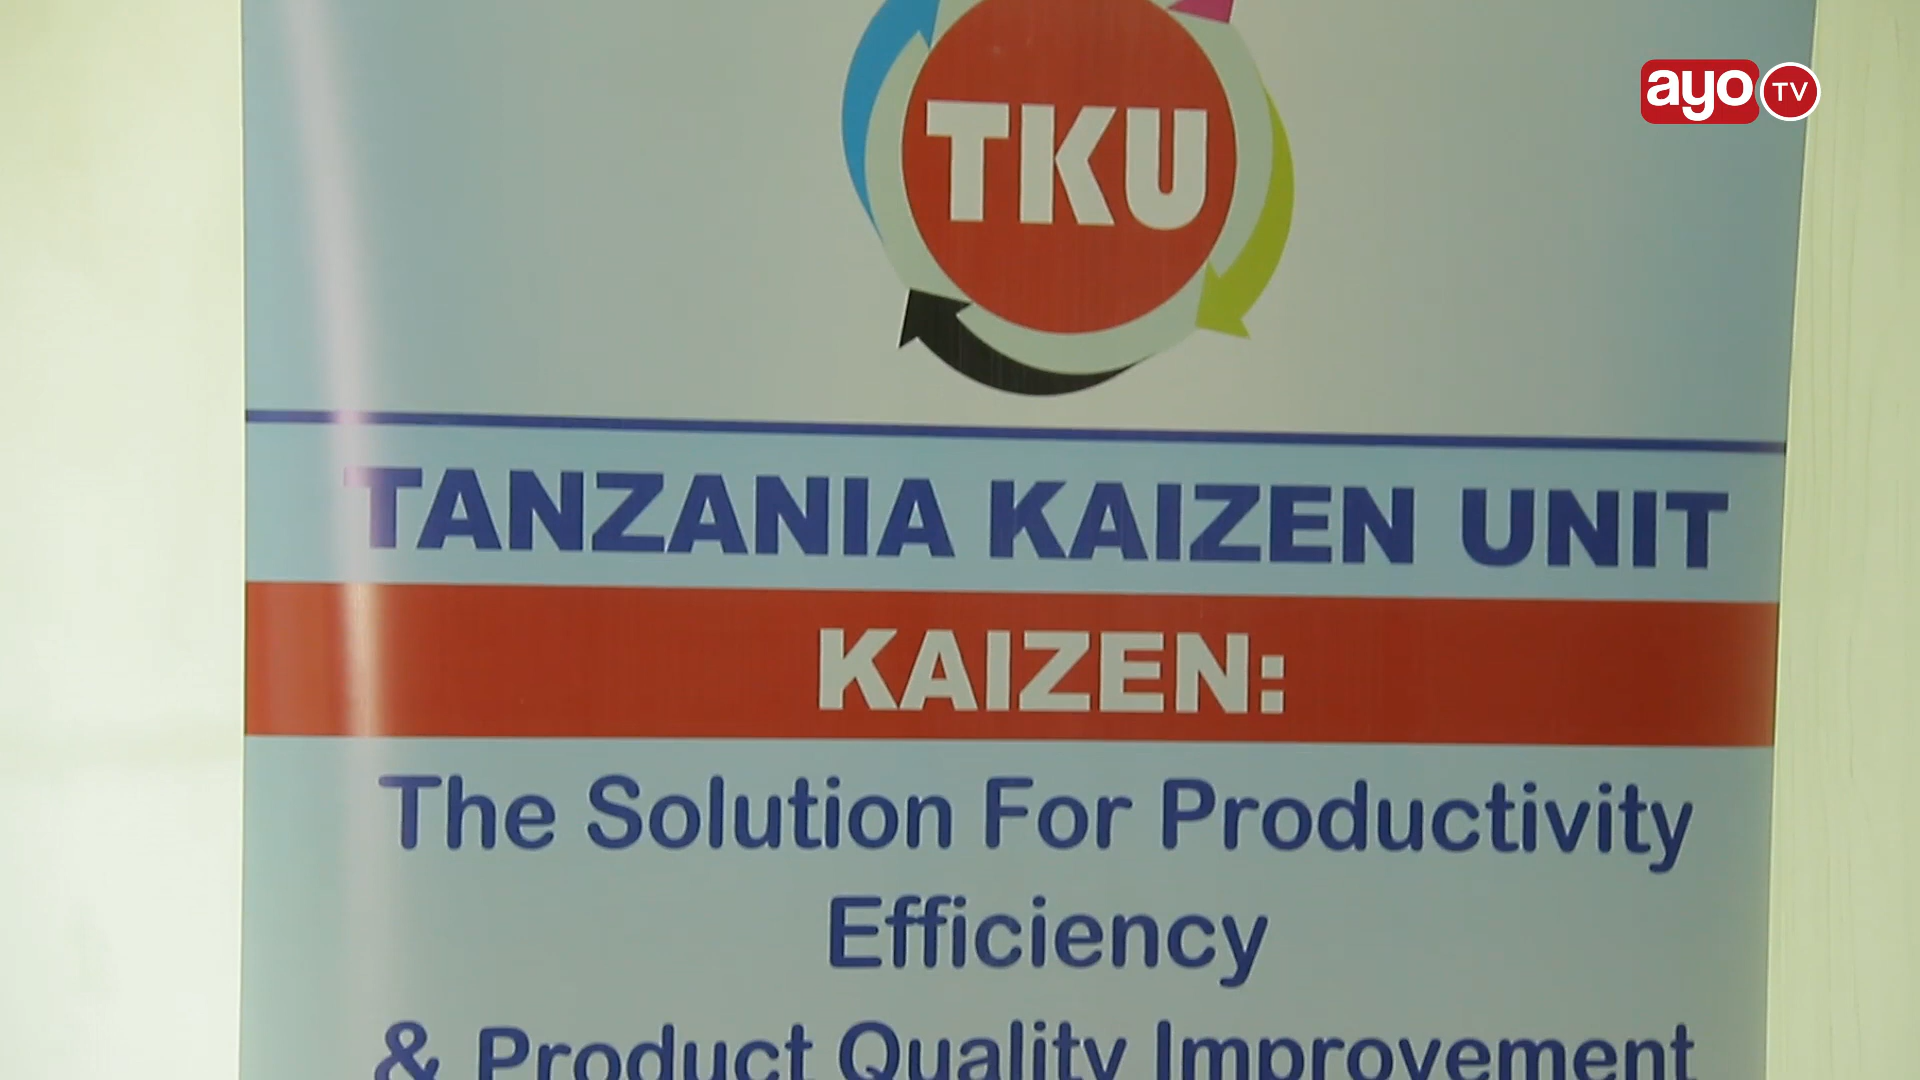 ayo TV
TKU
TANZANIA KAIZEN UNIT
KAIZEN:
The Solution For Productivity
Efficiency
& Product Quality Improvement